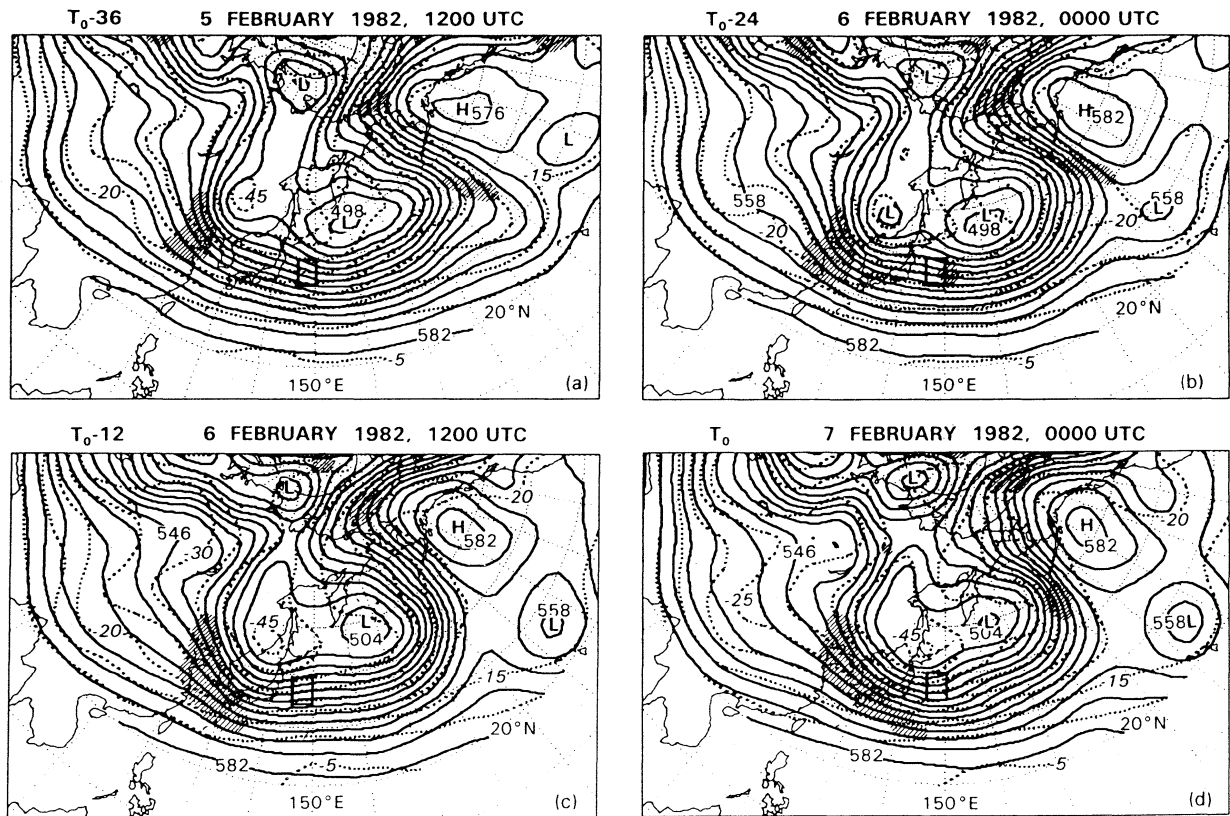 T₀-36 5 FEBRUARY 1982, 1200 UTC
L
H 576
L
-15
-20
-45
498
L
20°N
582
-5
150°E
(a)
T₀-24 6 FEBRUARY 1982, 0000 UTC
L
H 582
558
558
L
-20
-20
L
L
498
20°N
582
-5
150°E
(b)
T₀-12 6 FEBRUARY 1982, 1200 UTC
L
-20
H
582
546
-30
558
L
-45
L
504
-20
-15
20°N
582
-5
150°E
(c)
T₀ 7 FEBRUARY 1982, 0000 UTC
L
-20
H
582
546
-25
558L
L
504
-45
-15
20°N
582
-5
150°E
(d)